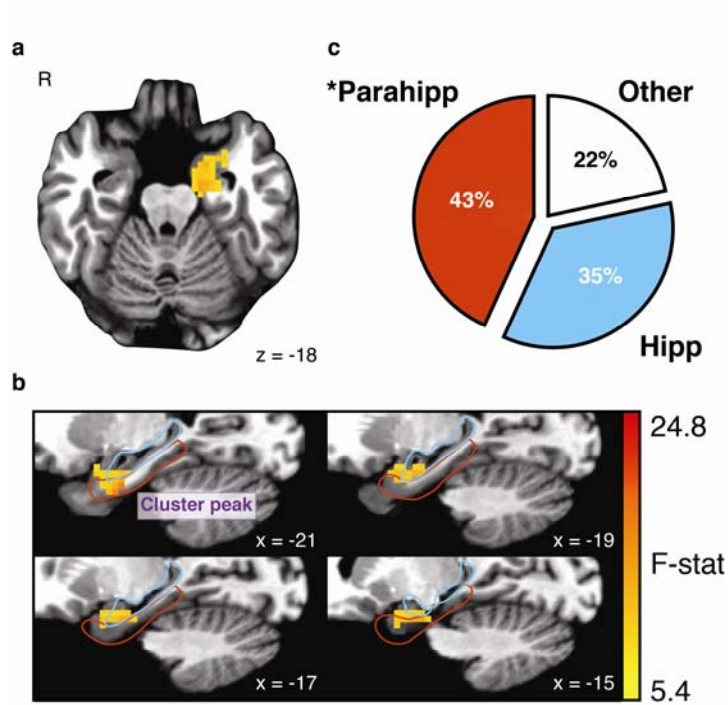 a
R
z = -18
c
*Parahipp
Other
22%
43%
35%
Hipp
b
Cluster peak
x = -21
x = -19
x = -17
x = -15
24.8
F-stat
5.4